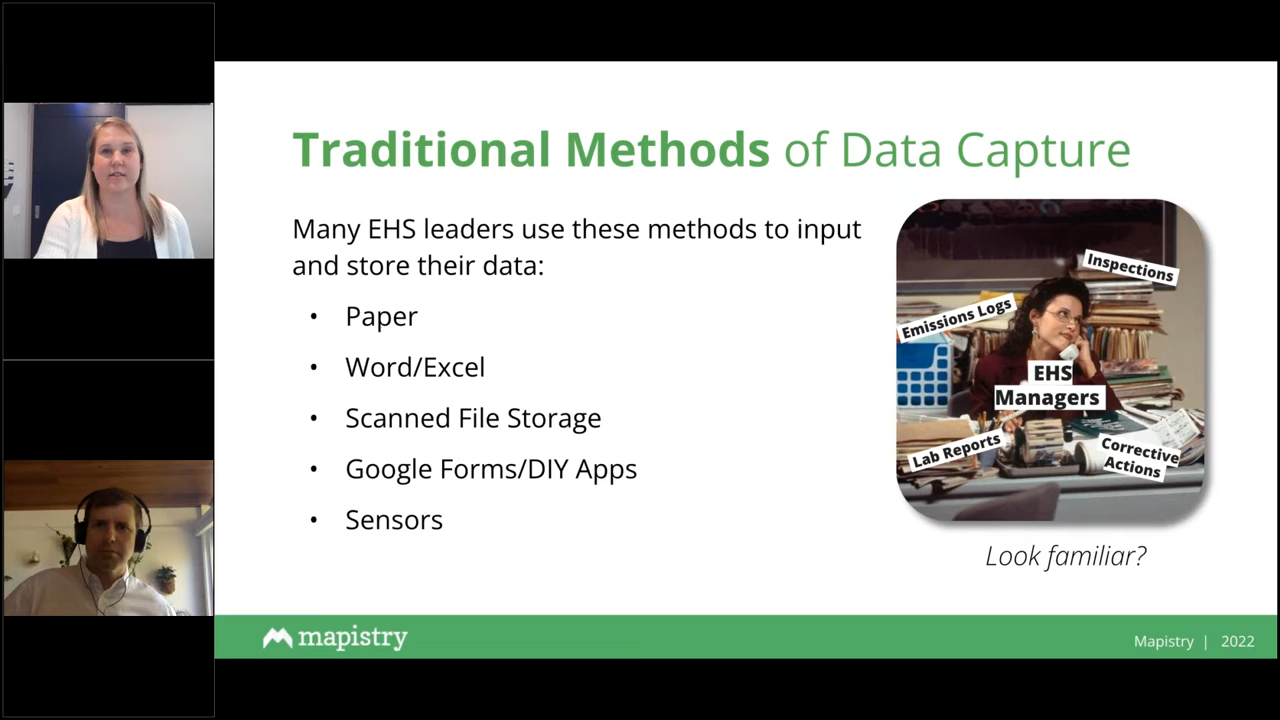 Traditional Methods of Data Capture
Many EHS leaders use these methods to input
and store their data:
• Paper
• Word/Excel
• Scanned File Storage
• Google Forms/DIY Apps
• Sensors
Inspections
Emissions Logs
EHS
Managers
Lab Reports
Corrective
Actions
Look familiar?
mapistry
Mapistry | 2022